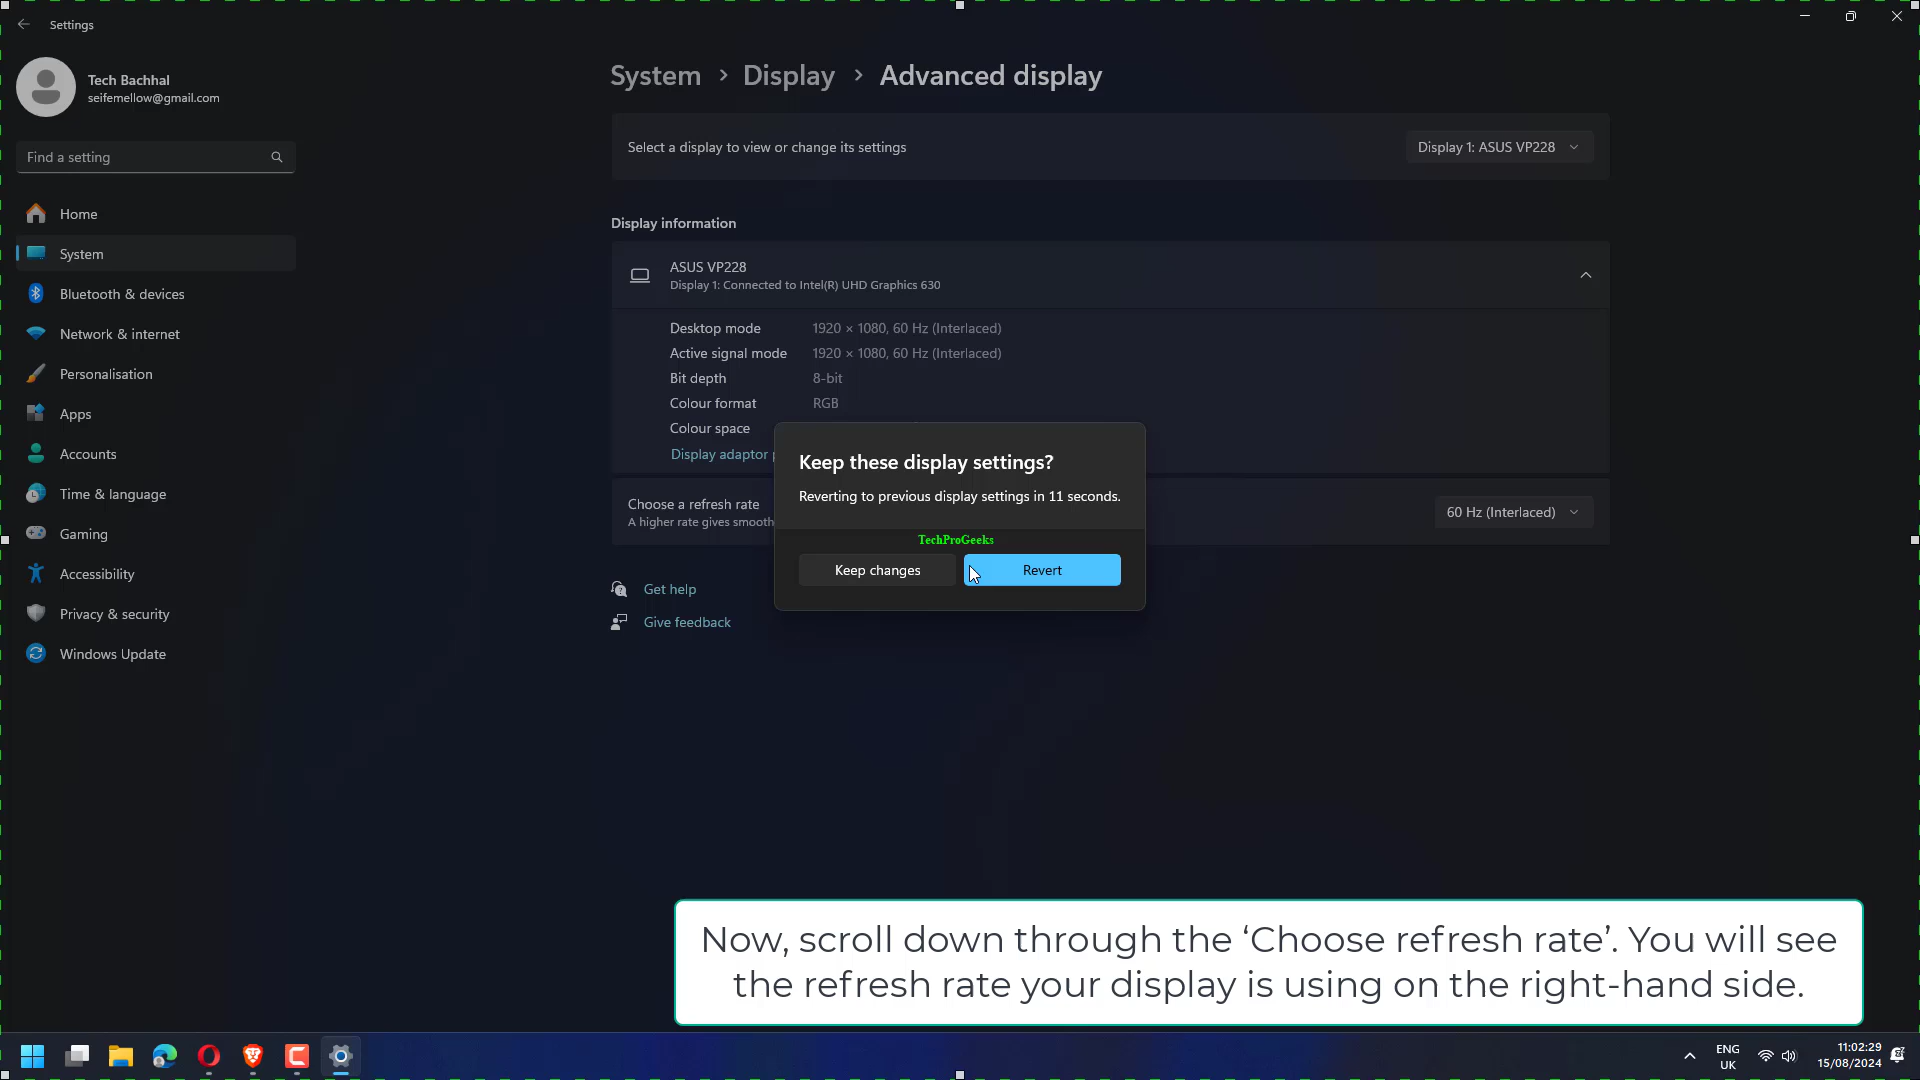 Settings
Tech Bachhal
seifemellow@gmail.com
Find a setting
Home
System
Bluetooth & devices
Network & internet
Personalisation
Apps
Accounts
Time & language
Gaming
Accessibility
Privacy & security
Windows Update
System > Display > Advanced display
Select a display to view or change its settings
Display 1: ASUS VP228
Display information
ASUS VP228
Display 1: Connected to Intel(R) UHD Graphics 630
Desktop mode 1920 × 1080, 60 Hz (Interlaced)
Active signal mode 1920 × 1080, 60 Hz (Interlaced)
Bit depth 8-bit
Colour format RGB
Colour space
Display adaptor
Choose a refresh rate
A higher rate gives smooth
60 Hz (Interlaced)
Get help
Give feedback
Keep these display settings?
Reverting to previous display settings in 11 seconds.
TechProGeeks
Keep changes
Revert
Now, scroll down through the ‘Choose refresh rate’. You will see
the refresh rate your display is using on the right-hand side.
ENG
UK
11:02:29
15/08/2024